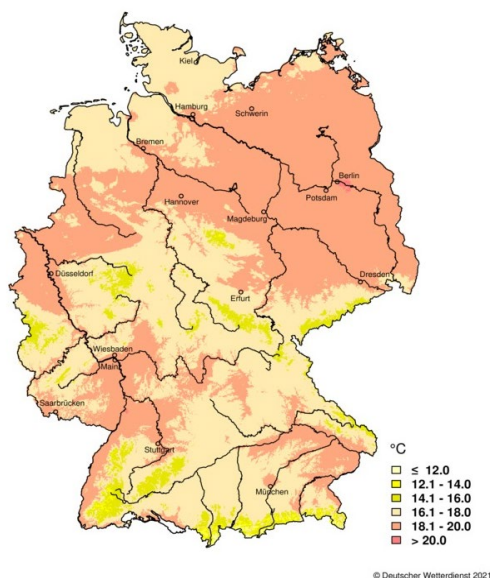 Kiel
Hamburg
Schwerin
Bremen
Berlin
Hannover
Potsdam
Magdeburg
Düsseldorf
Dresden
Erfurt
Wiesbaden
Mainz
Saarbrücken
Stuttgart
München
°C
≤ 12.0
12.1 - 14.0
14.1 - 16.0
16.1 - 18.0
18.1 - 20.0
> 20.0
© Deutscher Wetterdienst 2021